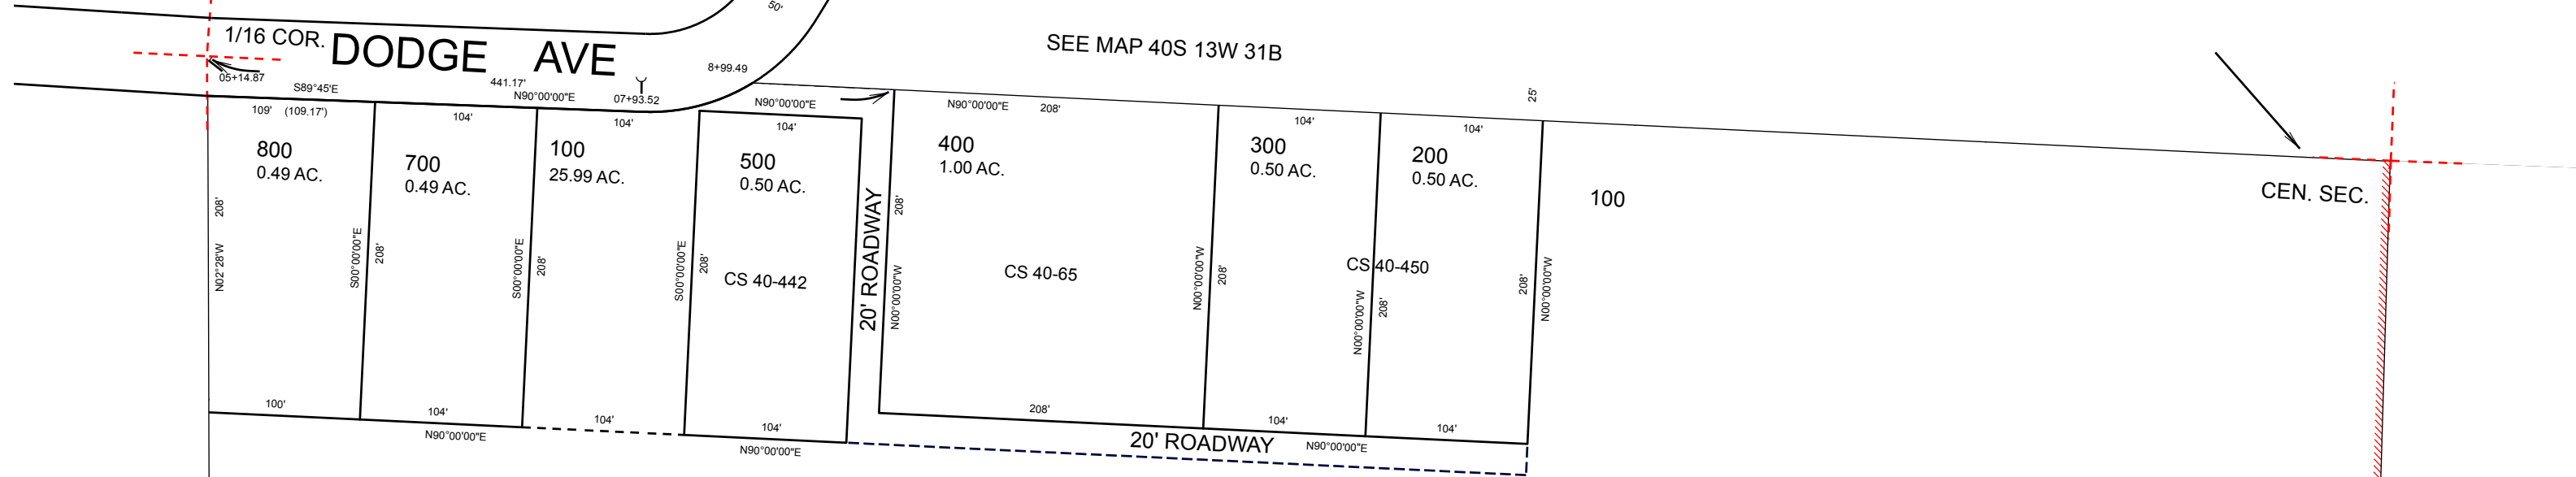 50'
1/16 COR.
DODGE AVE
SEE MAP 40S 13W 31B
05+14.87
8+99.49
S89°45'E
441.17'
N90°00'00"E
07+93.52
N90°00'00"E
N90°00'00"E
208'
25'
109' (109.17')
104'
104'
104'
104'
104'
800
0.49 AC.
700
0.49 AC.
100
25.99 AC.
500
0.50 AC.
400
1.00 AC.
300
0.50 AC.
200
0.50 AC.
100
CEN. SEC.
208'
N02°28'W
S00°00'00"E
208'
S00°00'00"E
208'
S00°00'00"E
208'
CS 40-442
20' ROADWAY
208'
N00°00'00"W
CS 40-65
N00°00'00"W
208'
CS 40-450
N00°00'00"W
208'
208'
N00°00'00"W
100'
104'
104'
104'
208'
104'
104'
N90°00'00"E
N90°00'00"E
20' ROADWAY
N90°00'00"E